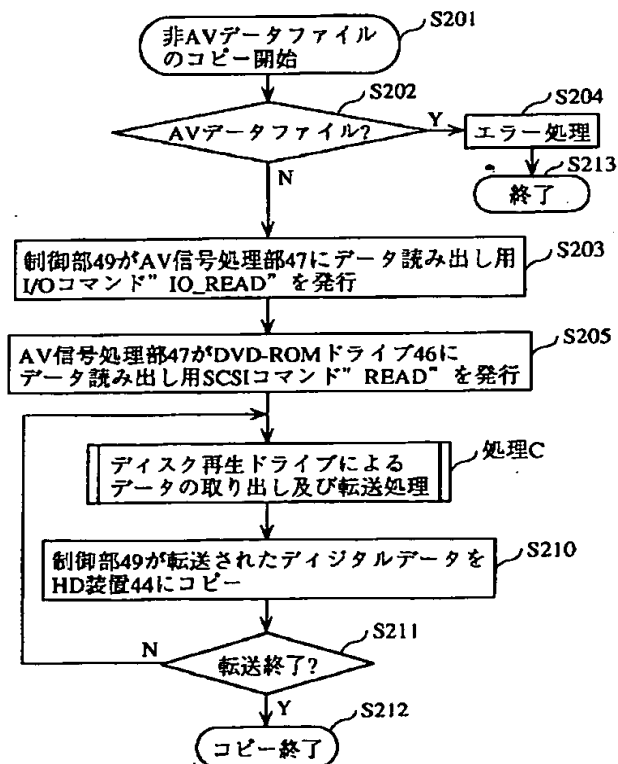 非AVデータファイル
のコピー開始
S201
S202
AVデータファイル?
Y
S204
エラー処理
S213
終了
N
S203
制御部49がAV信号処理部47にデータ読み出し用
I/Oコマンド"IO_READ"を発行
S205
AV信号処理部47がDVD-ROMドライブ46に
データ読み出し用SCSIコマンド"READ"を発行
処理C
ディスク再生ドライブによる
データの取り出し及び転送処理
S210
制御部49が転送されたディジタルデータを
HD装置44にコピー
S211
N
転送終了?
Y
S212
コピー終了